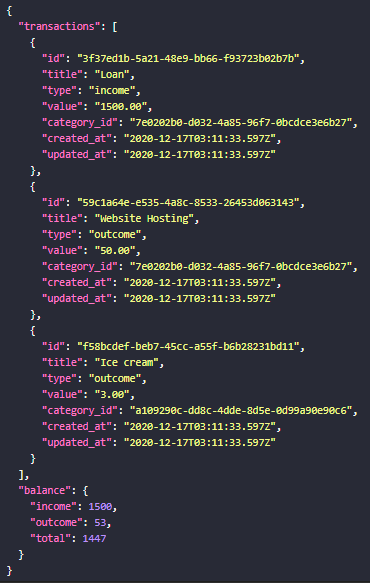 {
"transactions": [
{
"id": "3f37ed1b-5a21-48e9-bb66-f93723b02b7b",
"title": "Loan",
"type": "income",
"value": "1500.00",
"category_id": "7e0202b0-d032-4a85-96f7-0bcdce3e6b27",
"created_at": "2020-12-17T03:11:33.597Z",
"updated_at": "2020-12-17T03:11:33.597Z"
},
{
"id": "59c1a64e-e535-4a8c-8533-26453d063143",
"title": "Website Hosting",
"type": "outcome",
"value": "50.00",
"category_id": "7e0202b0-d032-4a85-96f7-0bcdce3e6b27",
"created_at": "2020-12-17T03:11:33.597Z",
"updated_at": "2020-12-17T03:11:33.597Z"
},
{
"id": "f58bcdef-beb7-45cc-a55f-b6b28231bd11",
"title": "Ice cream",
"type": "outcome",
"value": "3.00",
"category_id": "a109290c-dd8c-4dde-8d5e-0d99a90e90c6",
"created_at": "2020-12-17T03:11:33.597Z",
"updated_at": "2020-12-17T03:11:33.597Z"
}
],
"balance": {
"income": 1500,
"outcome": 53,
"total": 1447
}
}